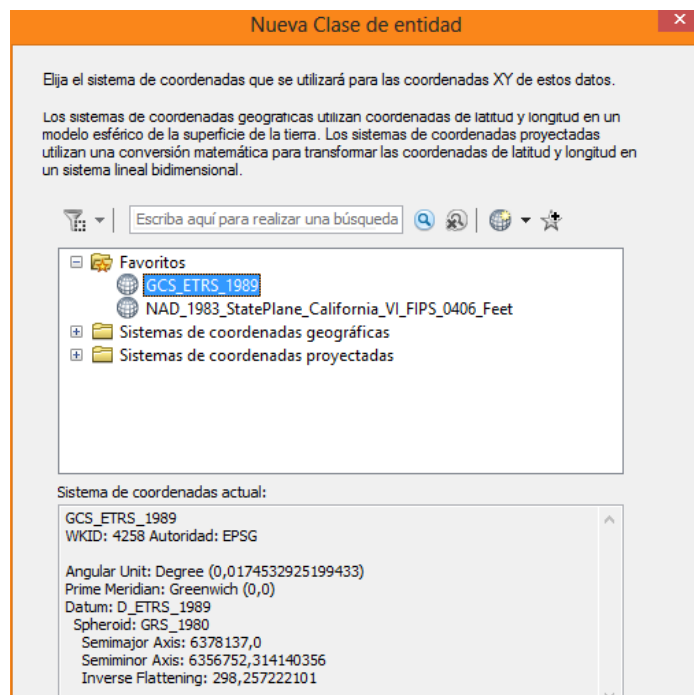 Nueva Clase de entidad
Elija el sistema de coordenadas que se utilizará para las coordenadas XY de estos datos.
Los sistemas de coordenadas geográficas utilizan coordenadas de latitud y longitud en un
modelo esférico de la superficie de la tierra. Los sistemas de coordenadas proyectadas
utilizan una conversión matemática para transformar las coordenadas de latitud y longitud en
un sistema lineal bidimensional.
Escriba aquí para realizar una búsqueda
Favoritos
GCS_ETRS_1989
NAD_1983_StatePlane_California_VI_FIPS_0406_Feet
Sistemas de coordenadas geográficas
Sistemas de coordenadas proyectadas
Sistema de coordenadas actual:
GCS_ETRS_1989
WKID: 4258 Autoridad: EPSG
Angular Unit: Degree (0,0174532925199433)
Prime Meridian: Greenwich (0,0)
Datum: D_ETRS_1989
Spheroid: GRS_1980
Semimajor Axis: 6378137,0
Semiminor Axis: 6356752,314140356
Inverse Flattening: 298,257222101